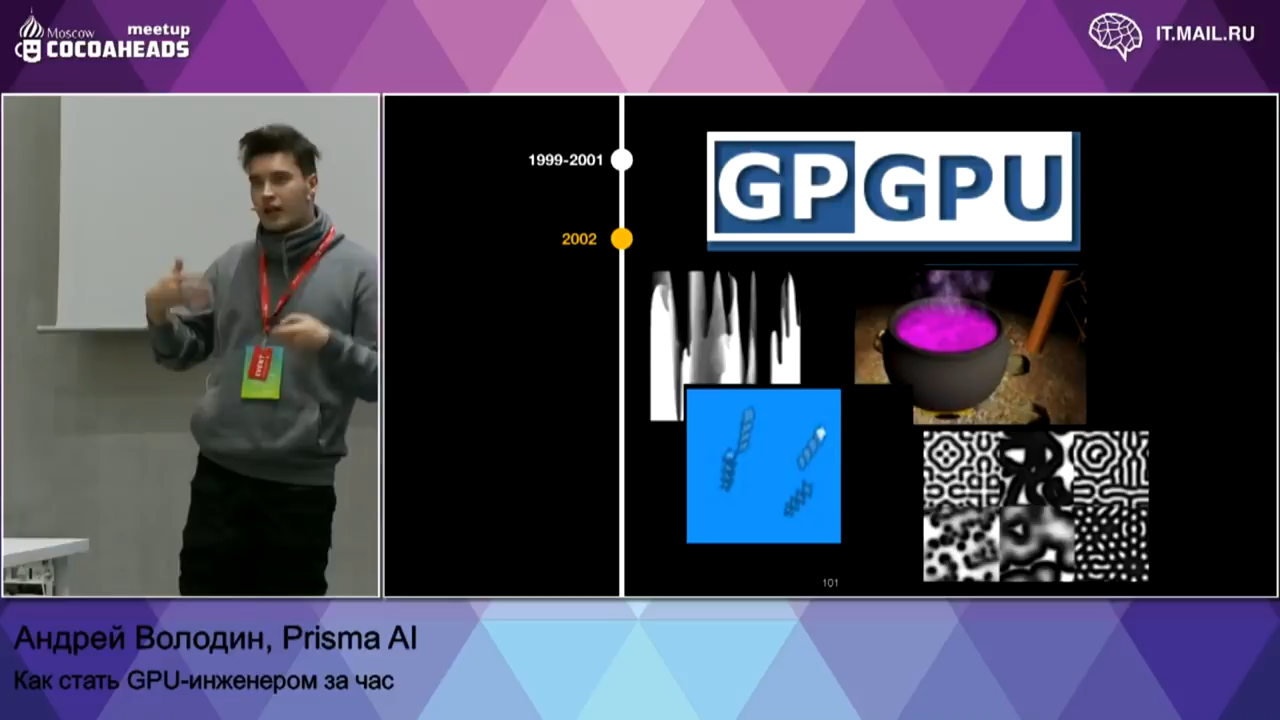 Moscow meetup
COCOAHEADS
IT.MAIL.RU
1999-2001
GPGPU
2002
EVENT
101
Андрей Володин, Prisma AI
Как стать GPU-инженером за час